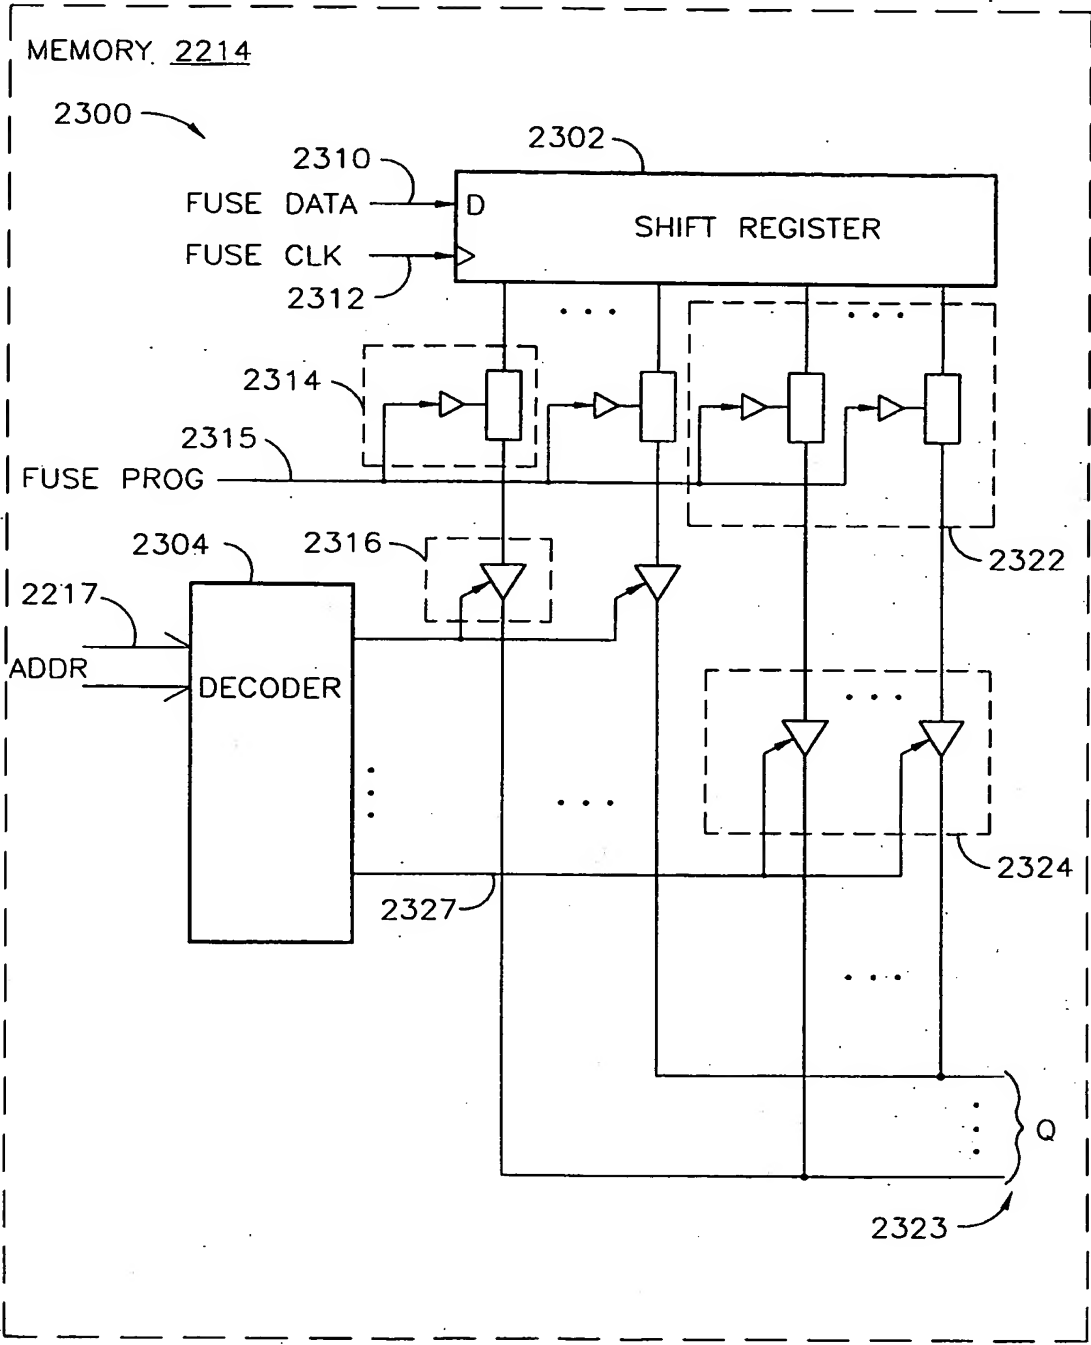 MEMORY. 2214
2300
2302
2310
FUSE DATA
D
SHIFT REGISTER
FUSE CLK
2312
2314
2315
FUSE PROG
2304
2316
2322
2217
ADDR
DECODER
2324
2327
Q
2323